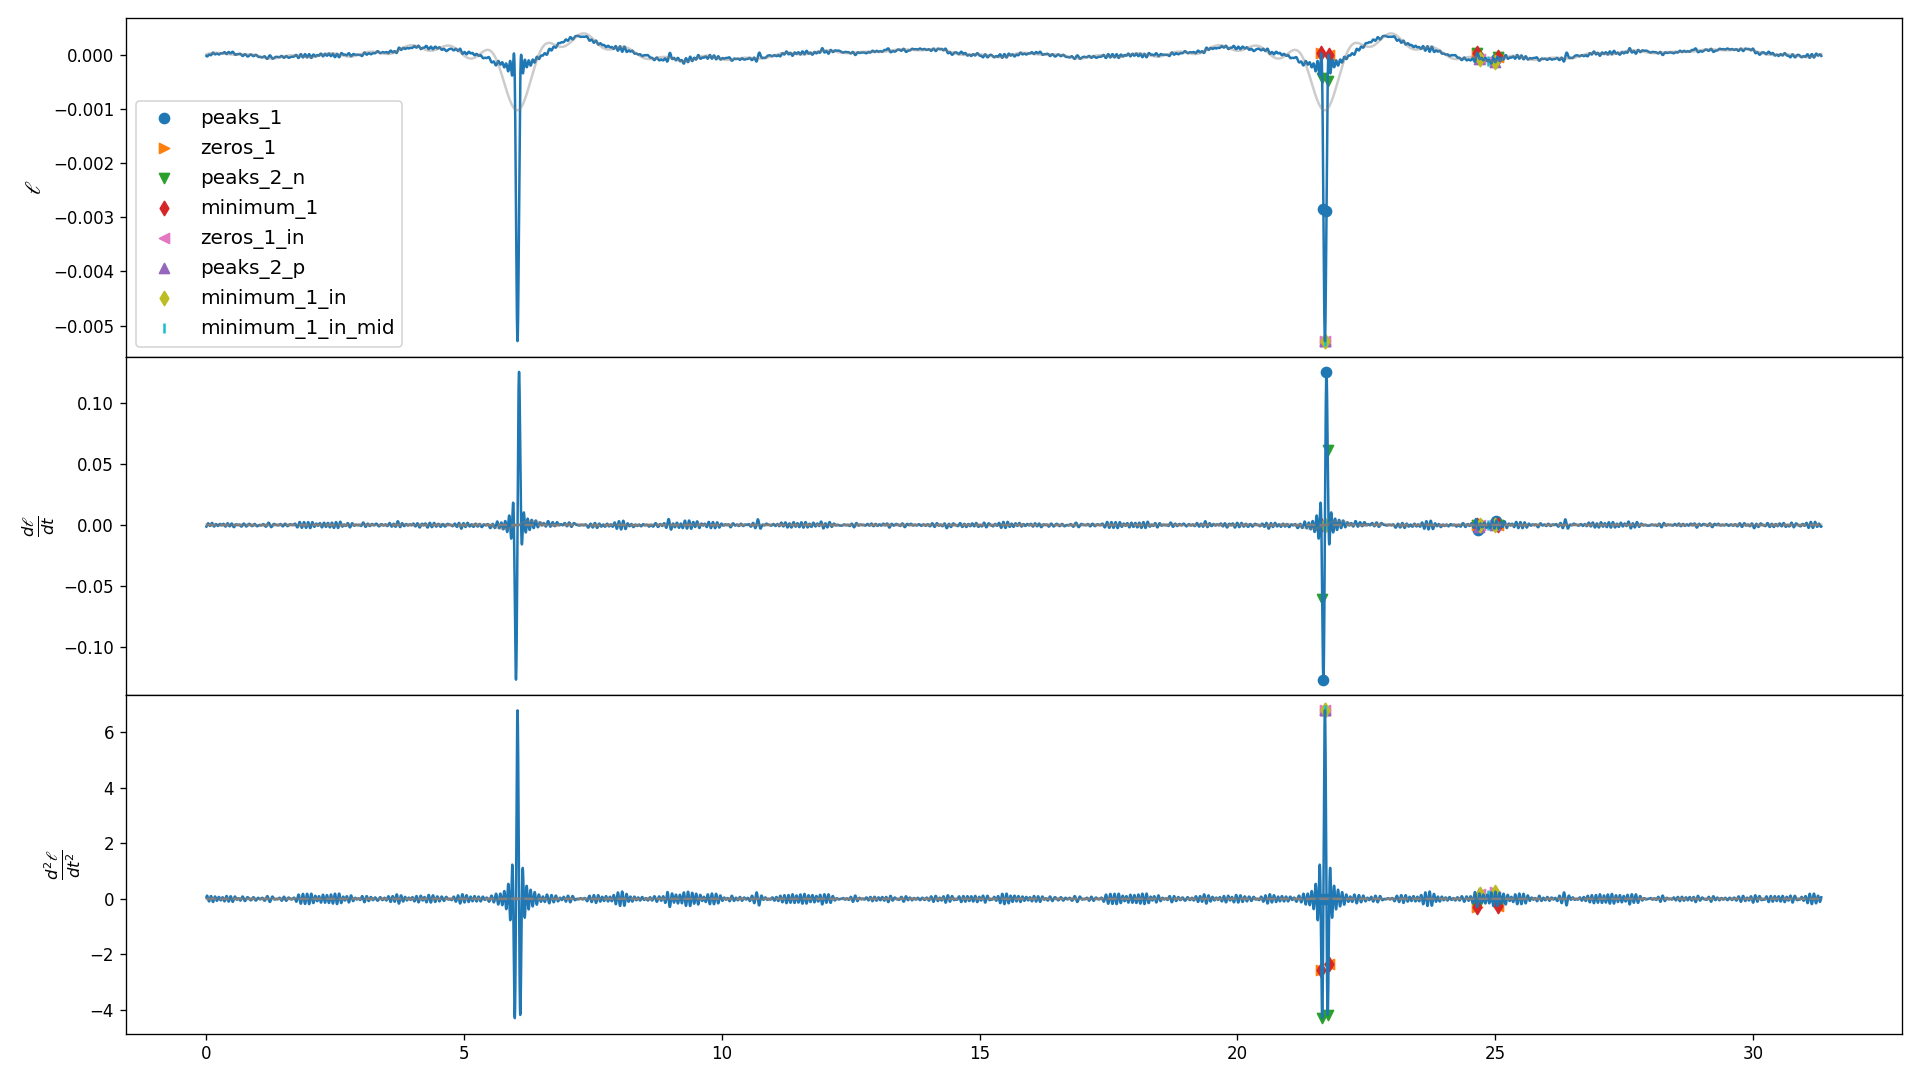 0.000
−0.001
−0.002
−0.003
−0.004
−0.005
ℓ
peaks_1
zeros_1
peaks_2_n
minimum_1
zeros_1_in
peaks_2_p
minimum_1_in
minimum_1_in_mid
0.10
0.05
0.00
−0.05
−0.10
dℓ/dt
6
4
2
0
−2
−4
d²ℓ/dt²
0 5 10 15 20 25 30